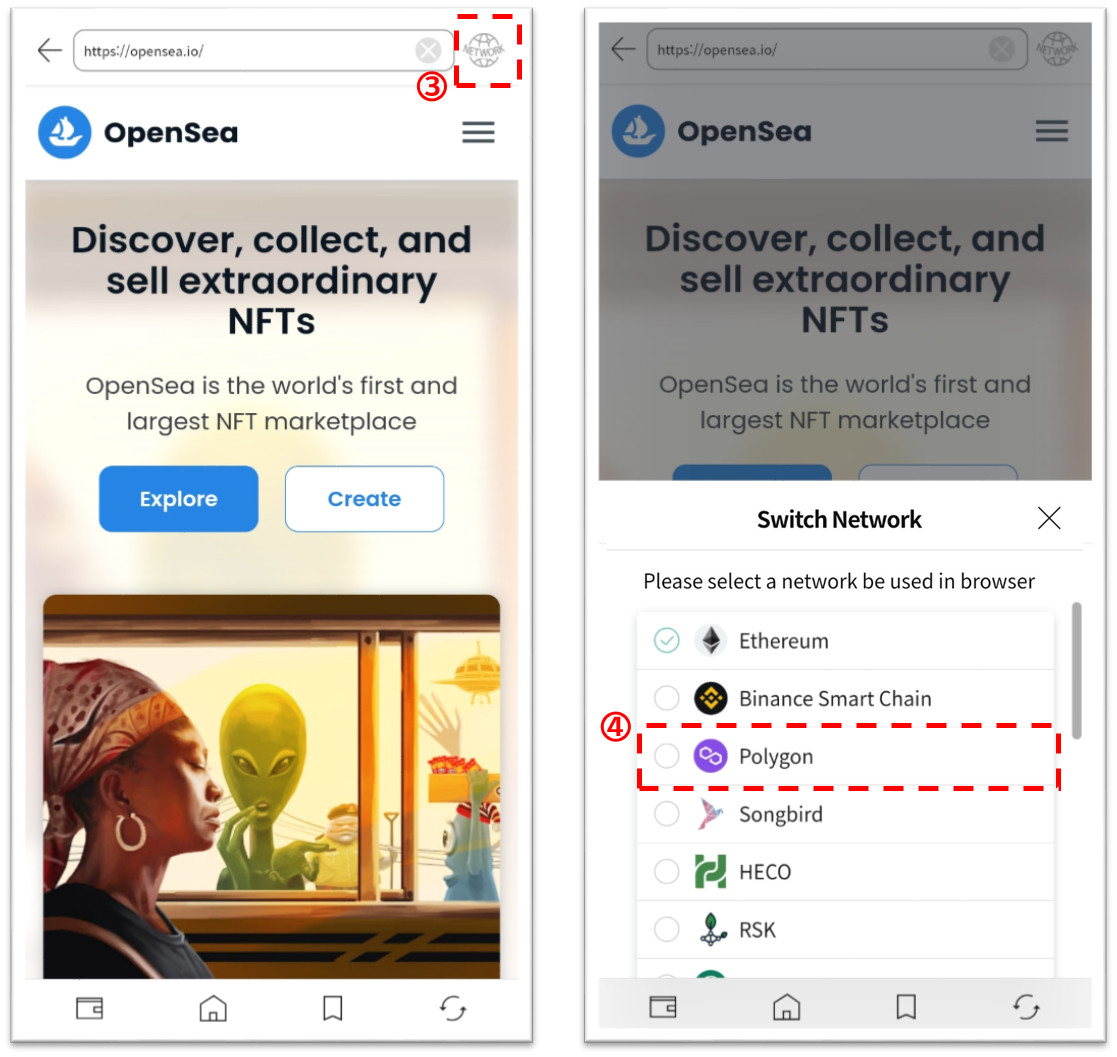 https://opensea.io/
NETWORK
③
OpenSea
Discover, collect, and
sell extraordinary
NFTs
OpenSea is the world's first and
largest NFT marketplace
Explore
Create
https://opensea.io/
NETWORK
OpenSea
Discover, collect, and
sell extraordinary
NFTs
OpenSea is the world's first and
largest NFT marketplace
Switch Network
Please select a network be used in browser
Ethereum
Binance Smart Chain
④
Polygon
Songbird
HECO
RSK